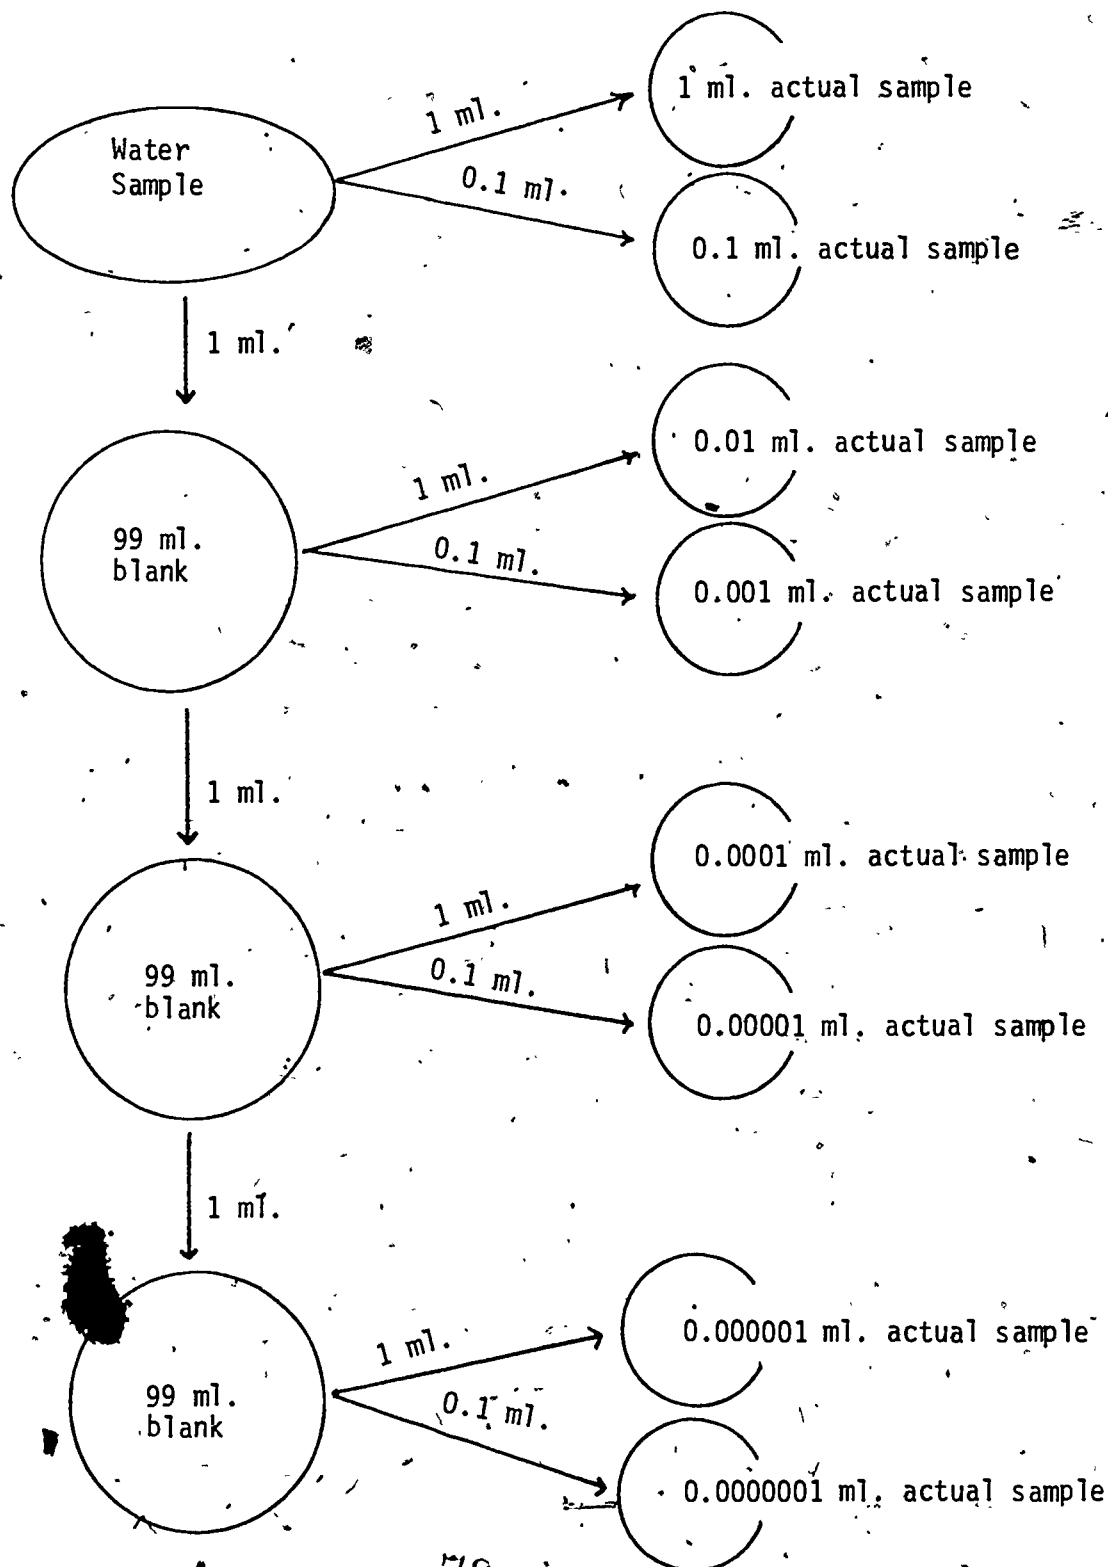 Water
Sample
1 ml.
1 ml. actual sample
0.1 ml.
0.1 ml. actual sample
1 ml.
99 ml.
blank
1 ml.
0.01 ml. actual sample
0.1 ml.
0.001 ml. actual sample
1 ml.
99 ml.
blank
1 ml.
0.0001 ml. actual sample
0.1 ml.
0.00001 ml. actual sample
1 ml.
99 ml.
blank
1 ml.
0.000001 ml. actual sample
0.1 ml.
0.0000001 ml. actual sample